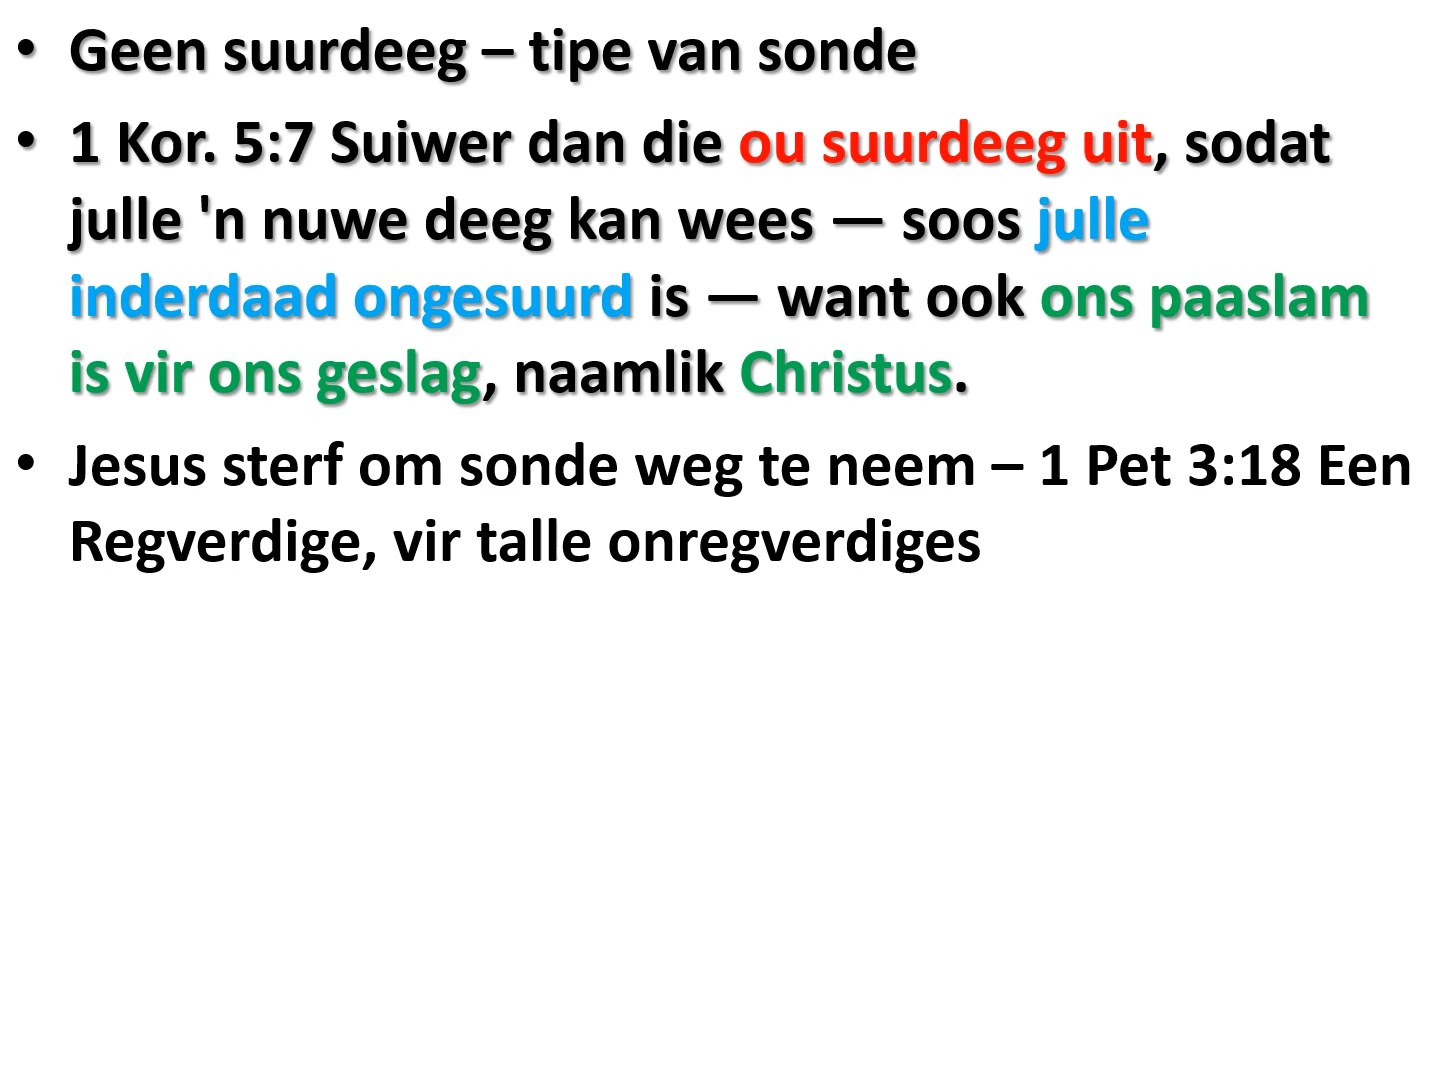 • Geen suurdeeg – tipe van sonde
• 1 Kor. 5:7 Suiwer dan die ou suurdeeg uit, sodat
julle 'n nuwe deeg kan wees — soos julle
inderdaad ongesuurd is — want ook ons paaslam
is vir ons geslag, naamlik Christus.
• Jesus sterf om sonde weg te neem – 1 Pet 3:18 Een
Regverdige, vir talle onregverdiges